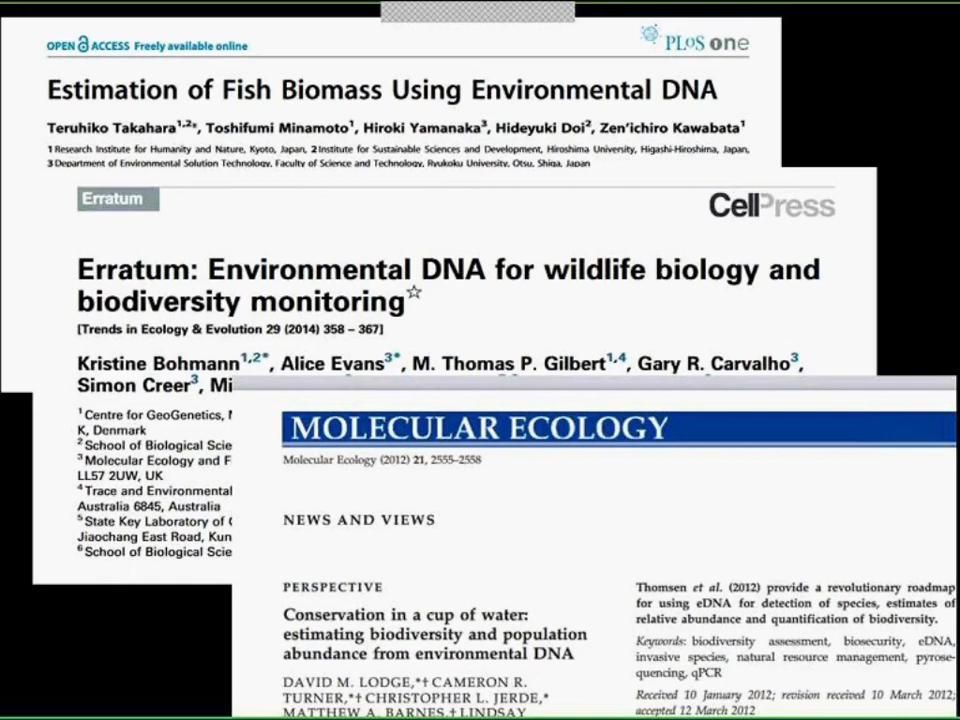 OPEN ACCESS Freely available online
PLoS one
Estimation of Fish Biomass Using Environmental DNA
Teruhiko Takahara1,2*, Toshifumi Minamoto1, Hiroki Yamanaka3, Hideyuki Doi2, Zen'ichiro Kawabata1
1 Research Institute for Humanity and Nature, Kyoto, Japan, 2 Institute for Sustainable Sciences and Development, Hiroshima University, Higashi-Hiroshima, Japan,
3 Department of Environmental Solution Technology, Faculty of Science and Technology, Ryukoku University, Otsu, Shiga, Japan
Erratum
CellPress
Erratum: Environmental DNA for wildlife biology and
biodiversity monitoring☆
[Trends in Ecology & Evolution 29 (2014) 358 – 367]
Kristine Bohmann1,2*, Alice Evans3*, M. Thomas P. Gilbert1,4, Gary R. Carvalho3,
Simon Creer3, Mi
1 Centre for GeoGenetics,
K, Denmark
2 School of Biological Scie
3 Molecular Ecology and F
LL57 2UW, UK
4 Trace and Environmental
Australia 6845, Australia
5 State Key Laboratory of
Jiaochang East Road, Kun
6 School of Biological Scie
MOLECULAR ECOLOGY
Molecular Ecology (2012) 21, 2555–2558
NEWS AND VIEWS
PERSPECTIVE
Conservation in a cup of water:
estimating biodiversity and population
abundance from environmental DNA
DAVID M. LODGE,*† CAMERON R.
TURNER,*† CHRISTOPHER L. JERDE,*
MATTHEW A. BARNES,† LINDSAY
Thomsen et al. (2012) provide a revolutionary roadmap
for using eDNA for detection of species, estimates of
relative abundance and quantification of biodiversity.
Keywords: biodiversity assessment, biosecurity, eDNA,
invasive species, natural resource management, pyrose-
quencing, qPCR
Received 10 January 2012; revision received 10 March 2012;
accepted 12 March 2012